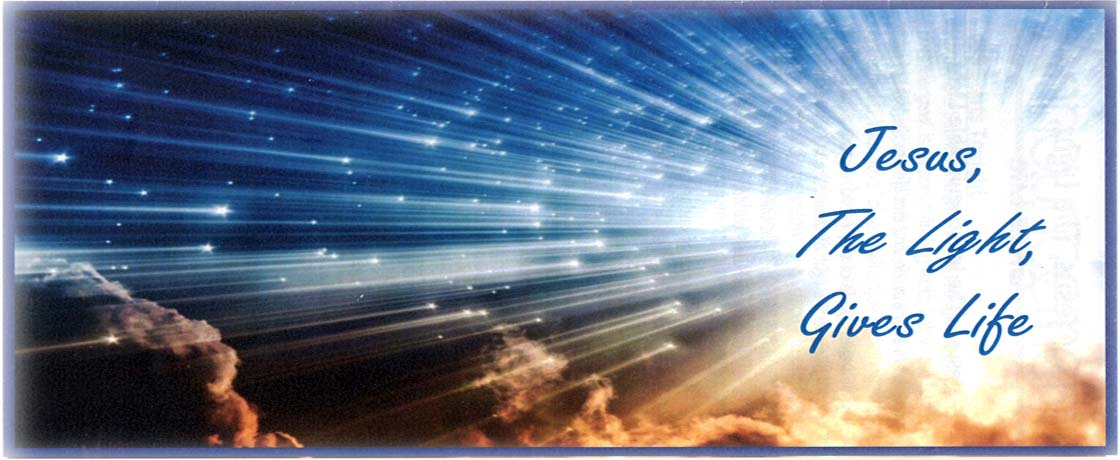 Jesus,
The Light,
Gives Life